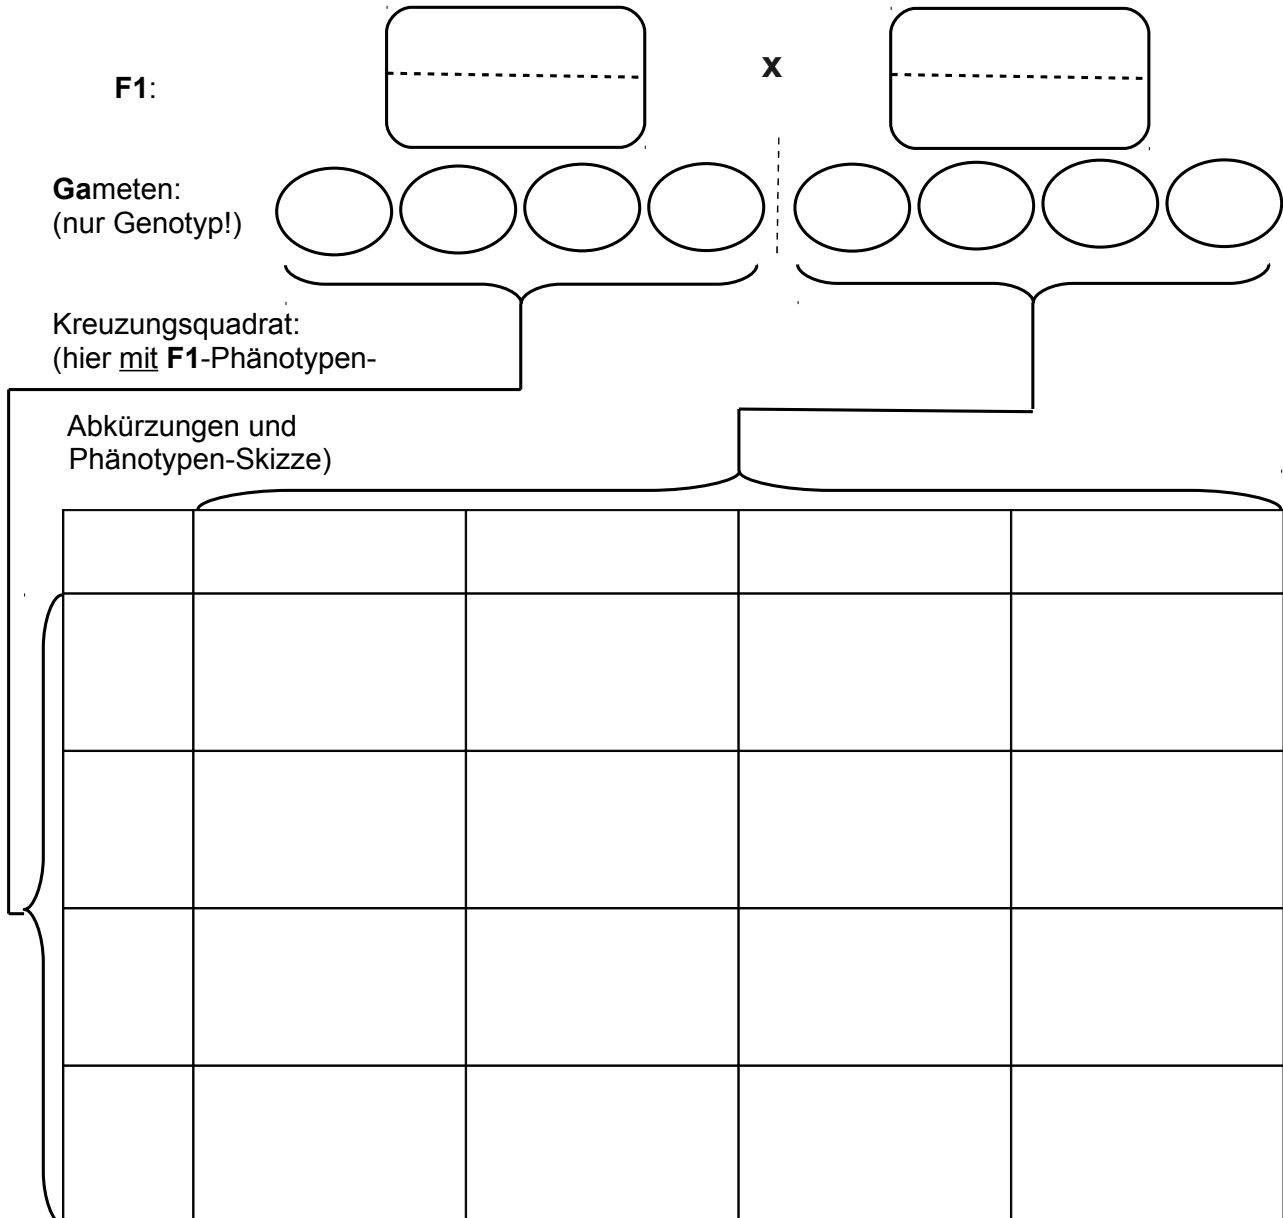 F1:
x
Gameten:
(nur Genotyp!)
Kreuzungsquadrat:
(hier mit F1-Phänotypen-
Abkürzungen und
Phänotypen-Skizze)